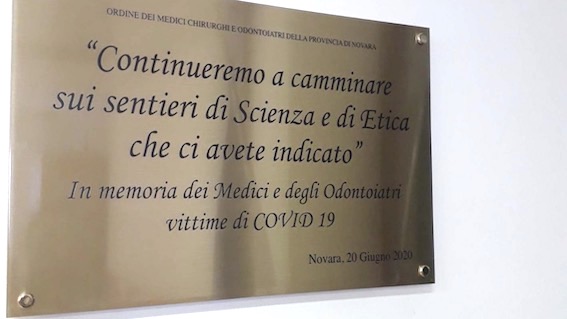 ORDINE DEI MEDICI CHIRURGHI E ODONTOIATRI DELLA PROVINCIA DI NOVARA
“Continueremo a camminare
sui sentieri di Scienza e di Etica
che ci avete indicato”
In memoria dei Medici e degli Odontoiatri
vittime di COVID 19
Novara, 20 Giugno 2020